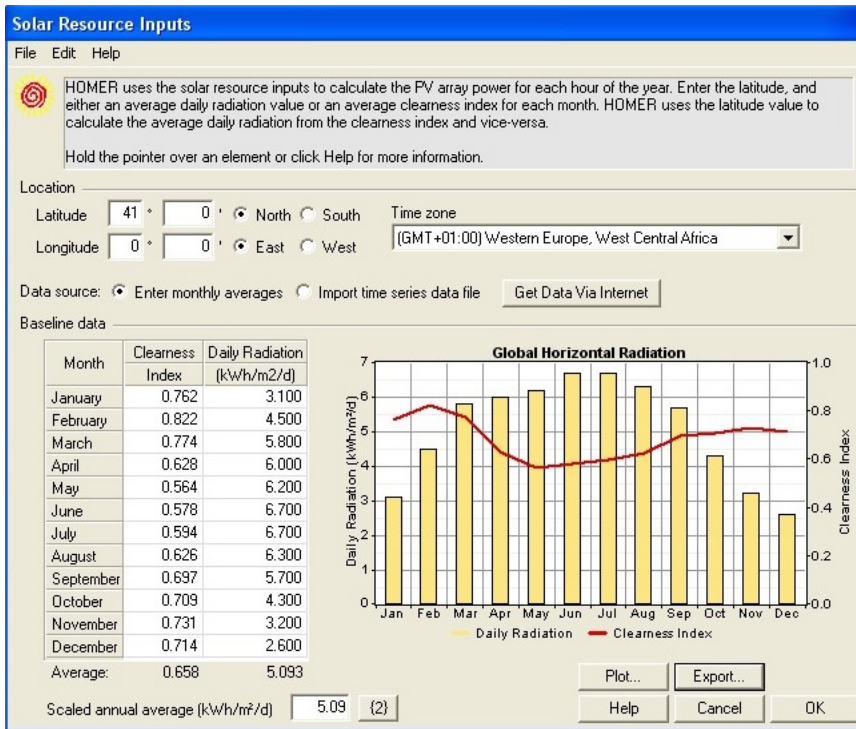 Solar Resource Inputs
File Edit Help
HOMER uses the solar resource inputs to calculate the PV array power for each hour of the year. Enter the latitude, and
either an average daily radiation value or an average clearness index for each month. HOMER uses the latitude value to
calculate the average daily radiation from the clearness index and vice-versa.
Hold the pointer over an element or click Help for more information.
Location
Latitude 41 ° 0 ' North South Time zone
Longitude 0 ° 0 ' East West (GMT+01:00) Western Europe, West Central Africa
Data source: Enter monthly averages Import time series data file Get Data Via Internet
Baseline data
Month Clearness Index Daily Radiation (kWh/m2/d)
January 0.762 3.100
February 0.822 4.500
March 0.774 5.800
April 0.628 6.000
May 0.564 6.200
June 0.578 6.700
July 0.594 6.700
August 0.626 6.300
September 0.697 5.700
October 0.709 4.300
November 0.731 3.200
December 0.714 2.600
Average: 0.658 5.093
Scaled annual average (kWh/m²/d) 5.09 {2}
Global Horizontal Radiation
Daily Radiation (kWh/m²/d)
7
6
5
4
3
2
1
0
Jan Feb Mar Apr May Jun Jul Aug Sep Oct Nov Dec
1.0
0.8
0.6
0.4
0.2
0.0
Clearness Index
Daily Radiation Clearness Index
Plot... Export...
Help Cancel OK